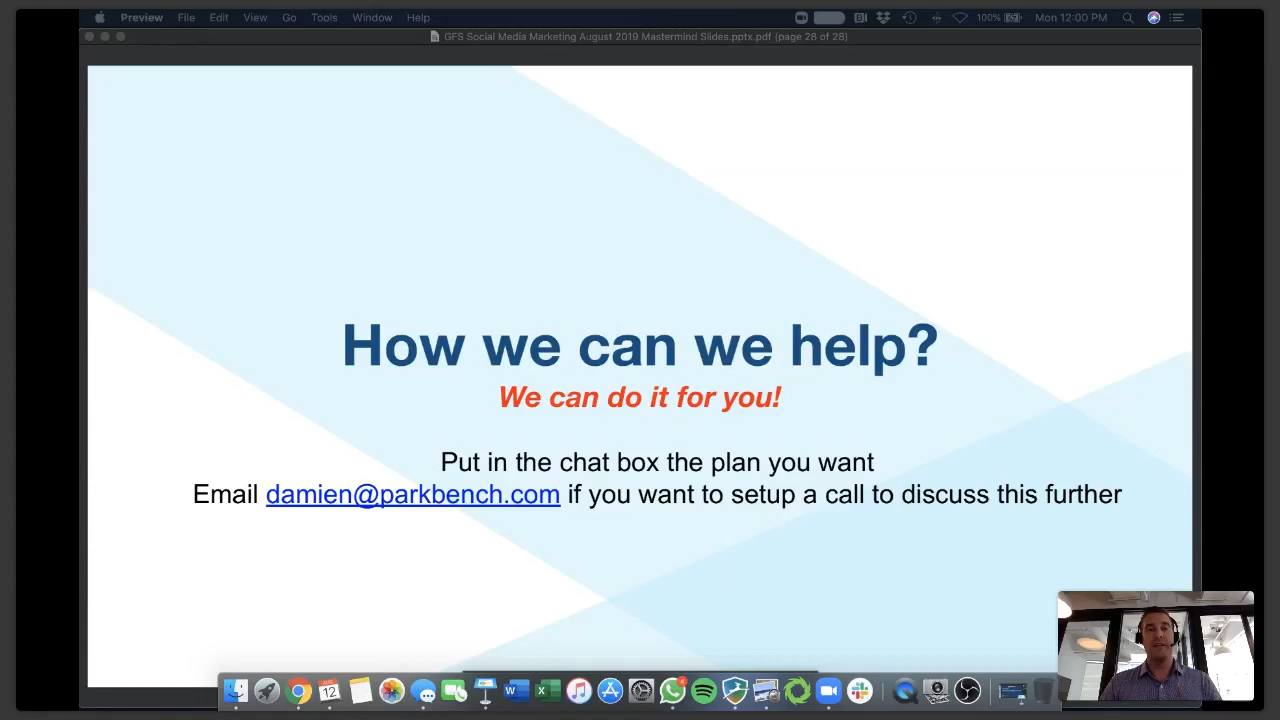 Preview File Edit View Go Tools Window Help 100% Mon 12:00 PM
GFS Social Media Marketing August 2019 Mastermind Slides.pptx.pdf (page 28 of 28)
How we can we help?
We can do it for you!
Put in the chat box the plan you want
Email damien@parkbench.com if you want to setup a call to discuss this further
12